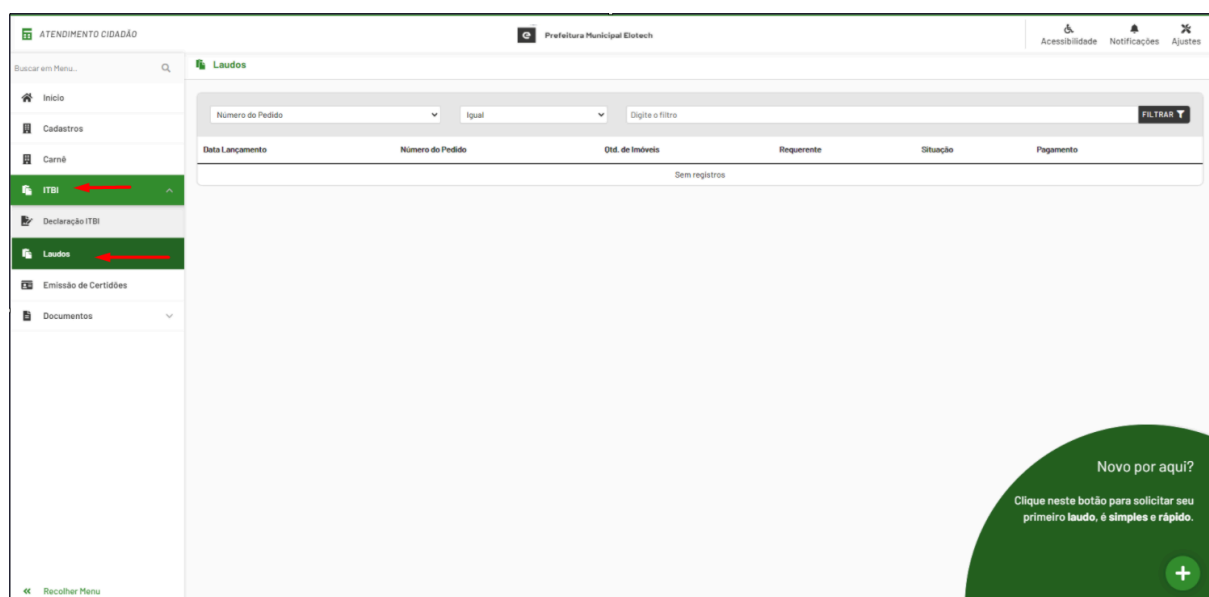 ATENDIMENTO CIDADÃO
Prefeitura Municipal Elotech
Acessibilidade Notificações Ajustes
Buscar em Menu..
Início
Cadastros
Carnê
ITBI
Declaração ITBI
Laudos
Emissão de Certidões
Documentos
Recolher Menu
Laudos
Número do Pedido Igual Digite o filtro FILTRAR
Data Lançamento Número do Pedido Qtd. de Imóveis Requerente Situação Pagamento
Sem registros
Novo por aqui?
Clique neste botão para solicitar seu
primeiro laudo, é simples e rápido.
+